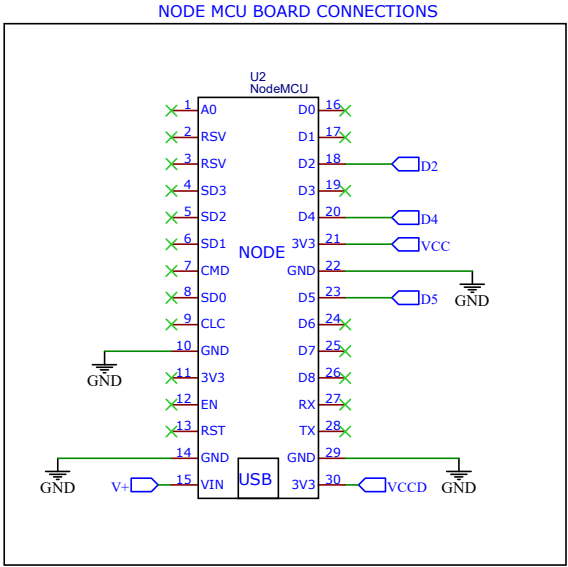 NODE MCU BOARD CONNECTIONS
U2
NodeMCU
1 A0 D0 16
2 RSV D1 17
3 RSV D2 18 D2
4 SD3 D3 19
5 SD2 D4 20 D4
6 SD1 3V3 21 VCC
NODE
7 CMD GND 22
GND
8 SD0 D5 23 D5
9 CLC D6 24
10 GND D7 25
GND
11 3V3 D8 26
12 EN RX 27
13 RST TX 28
14 GND GND 29
GND
GND
V+ 15 VIN USB 3V3 30 VCCD